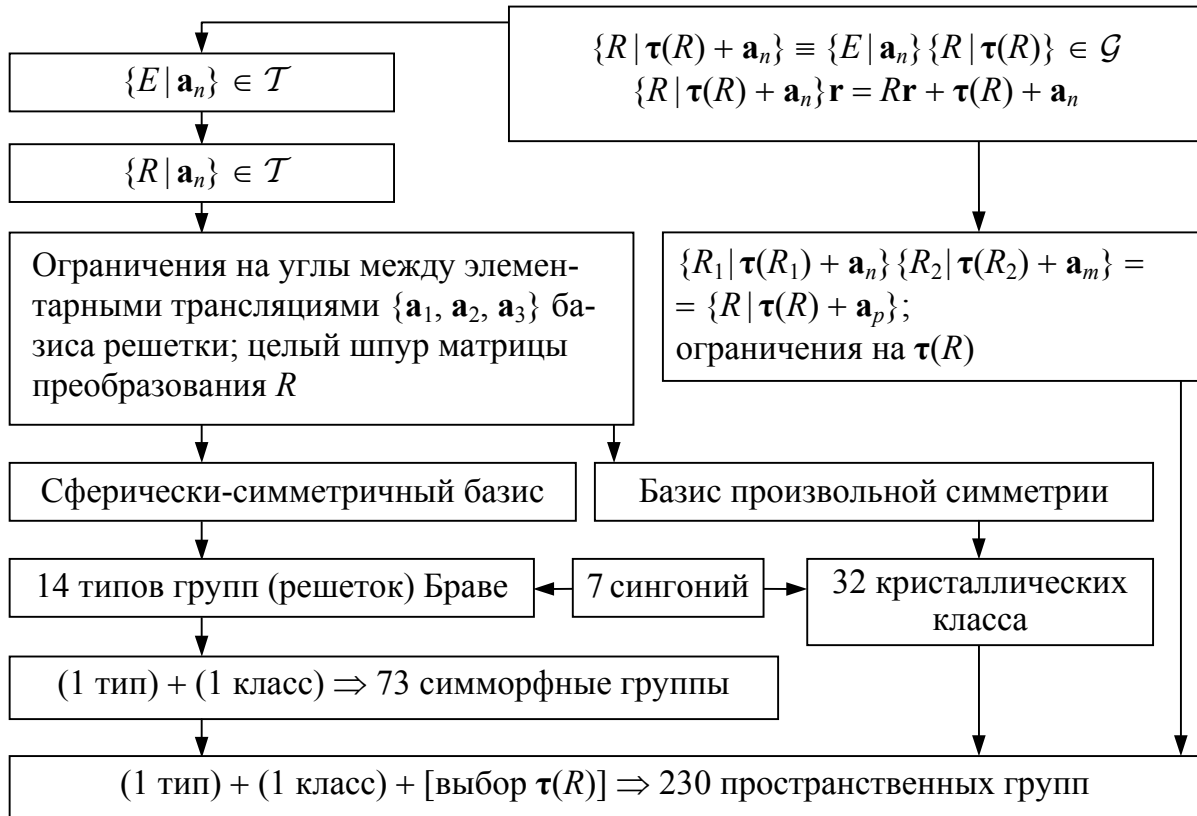 {R | τ(R) + aₙ} ≡ {E | aₙ}{R | τ(R)} ∈ 𝒢
{R | τ(R) + aₙ}r = Rr + τ(R) + aₙ
{E | aₙ} ∈ 𝒯
{R | aₙ} ∈ 𝒯
Ограничения на углы между элемен-
тарными трансляциями {a₁, a₂, a₃} ба-
зиса решетки; целый шпур матрицы
преобразования R
{R₁ | τ(R₁) + aₙ}{R₂ | τ(R₂) + aₘ} =
= {R | τ(R) + aₚ};
ограничения на τ(R)
Сферически-симметричный базис
Базис произвольной симметрии
14 типов групп (решеток) Браве
7 сингоний
32 кристаллических
класса
(1 тип) + (1 класс) ⇒ 73 симморфные группы
(1 тип) + (1 класс) + [выбор τ(R)] ⇒ 230 пространственных групп